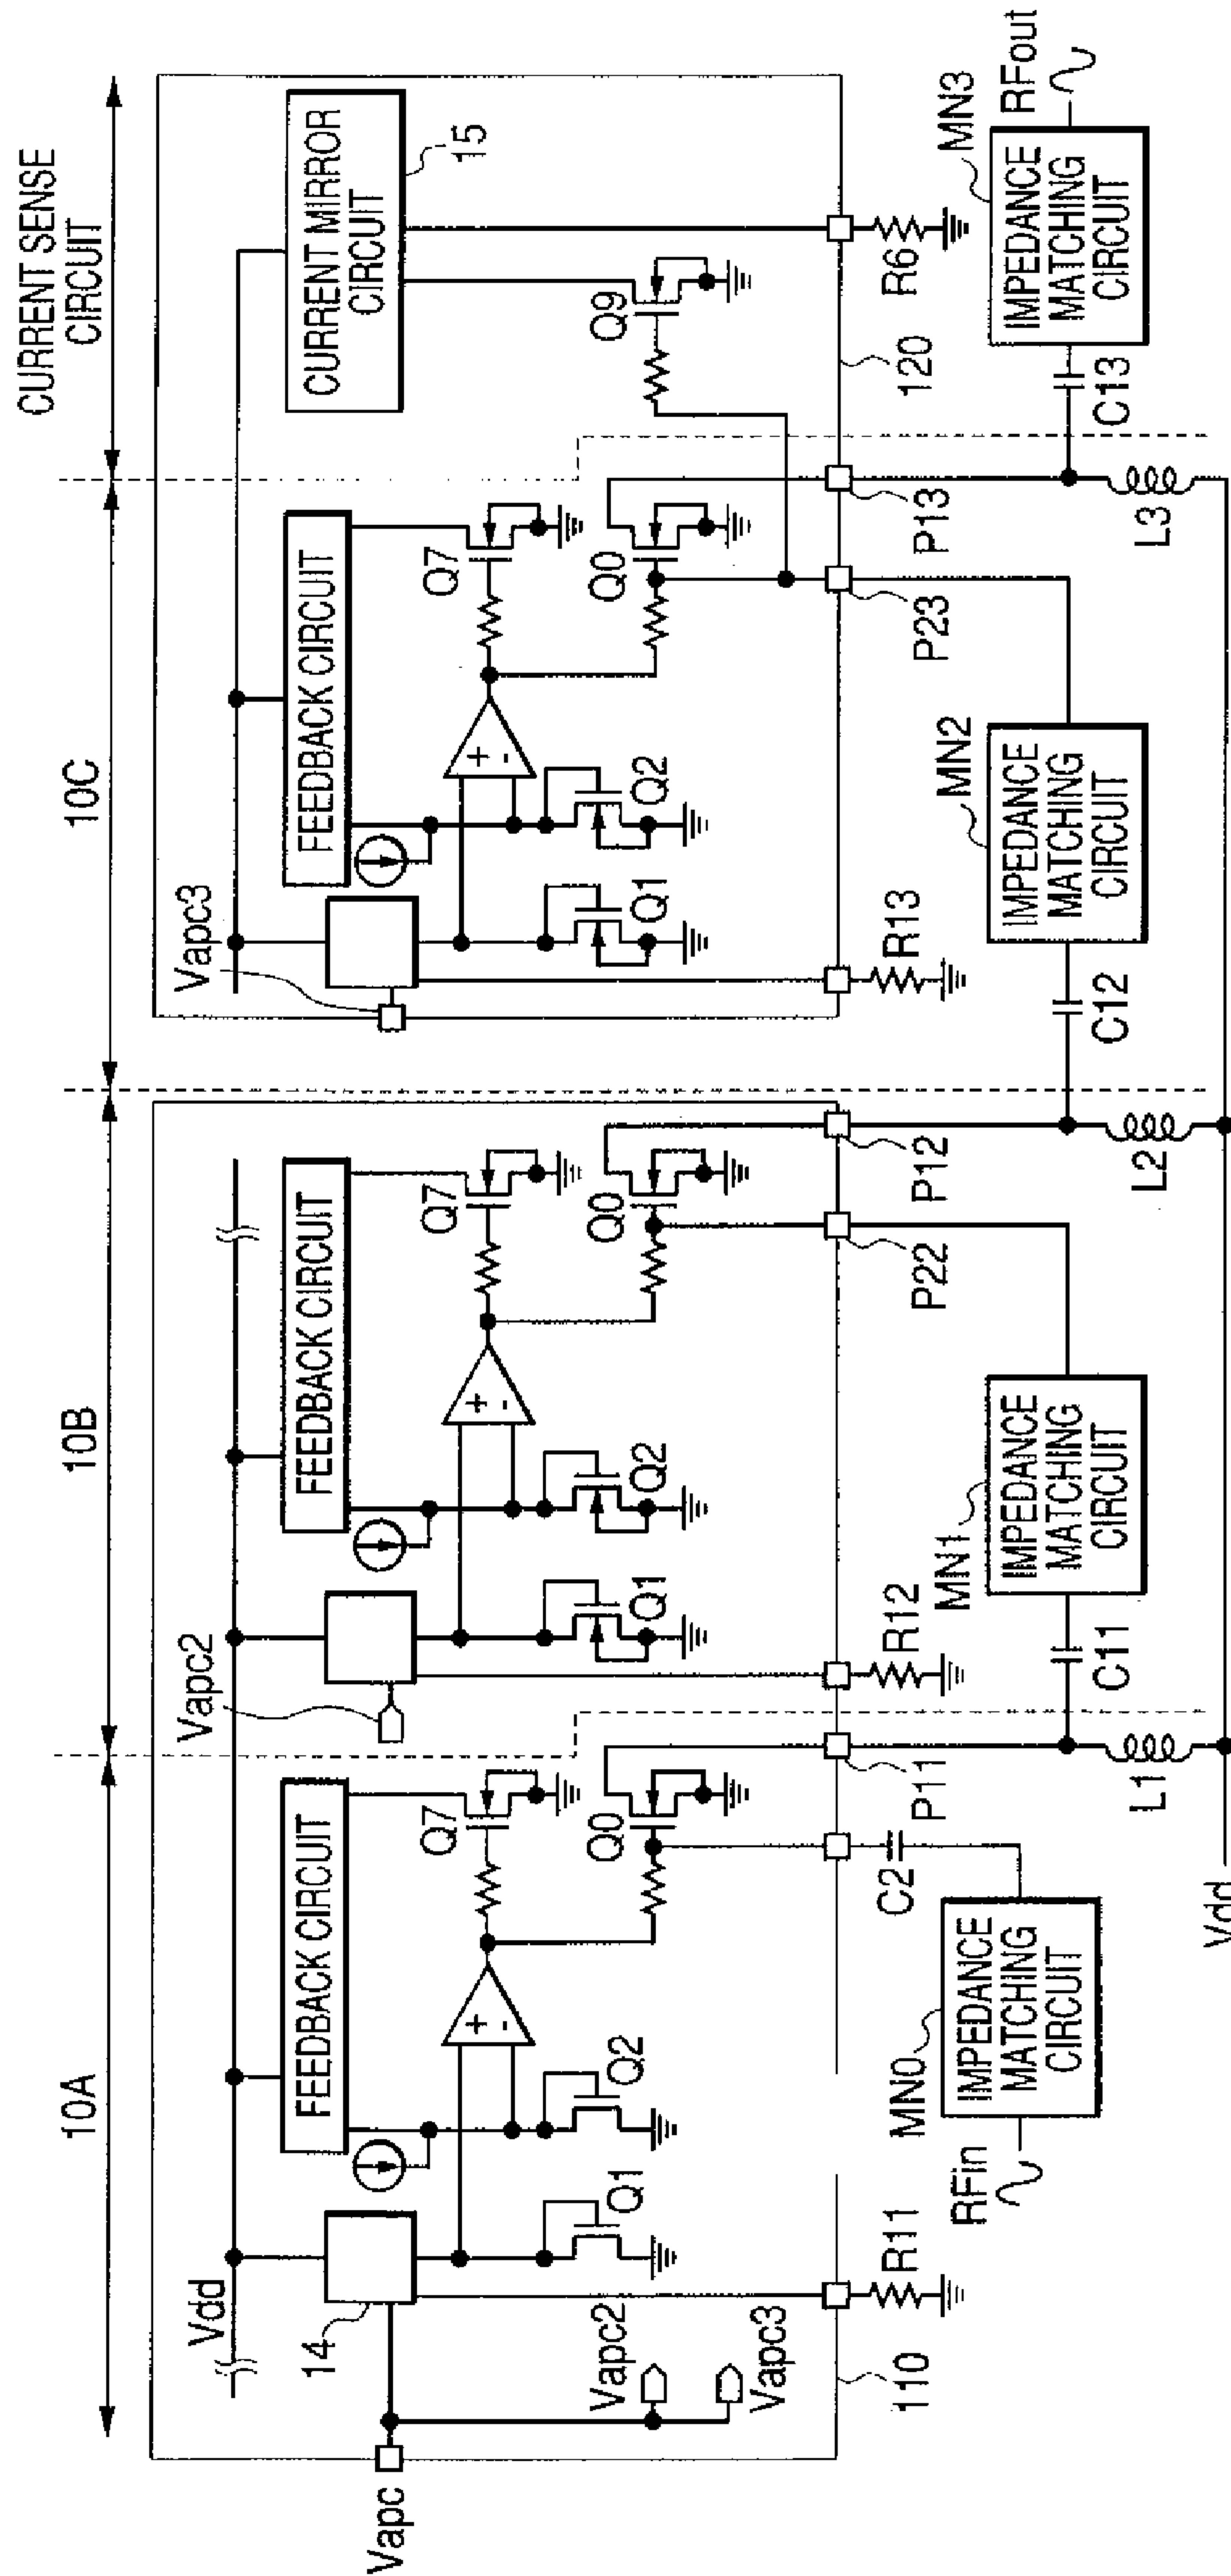 10A
10B
10C
CURRENT SENSE
CIRCUIT
Vdd
14
Vapc
Vapc2
Vapc3
110
FEEDBACK CIRCUIT
+
-
Q1
Q2
Q7
Q0
R11
RFin
MN0
IMPEDANCE
MATCHING
CIRCUIT
C2
P11
L1
Vdd
Vapc2
FEEDBACK CIRCUIT
+
-
Q1
Q2
Q7
Q0
R12
C11
MN1
IMPEDANCE
MATCHING
CIRCUIT
P22
P12
L2
Vapc3
FEEDBACK CIRCUIT
+
-
Q1
Q2
Q7
Q0
R13
C12
MN2
IMPEDANCE
MATCHING
CIRCUIT
P23
P13
L3
CURRENT MIRROR
CIRCUIT
15
Q9
120
R6
C13
MN3
IMPEDANCE
MATCHING
CIRCUIT
RFout